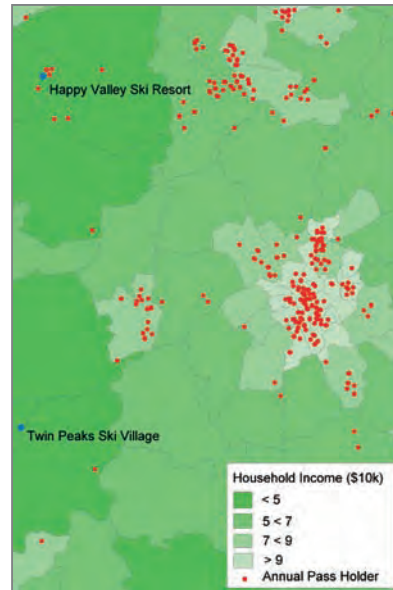 Happy Valley Ski Resort
Twin Peaks Ski Village
Household Income ($10k)
< 5
5 < 7
7 < 9
> 9
Annual Pass Holder